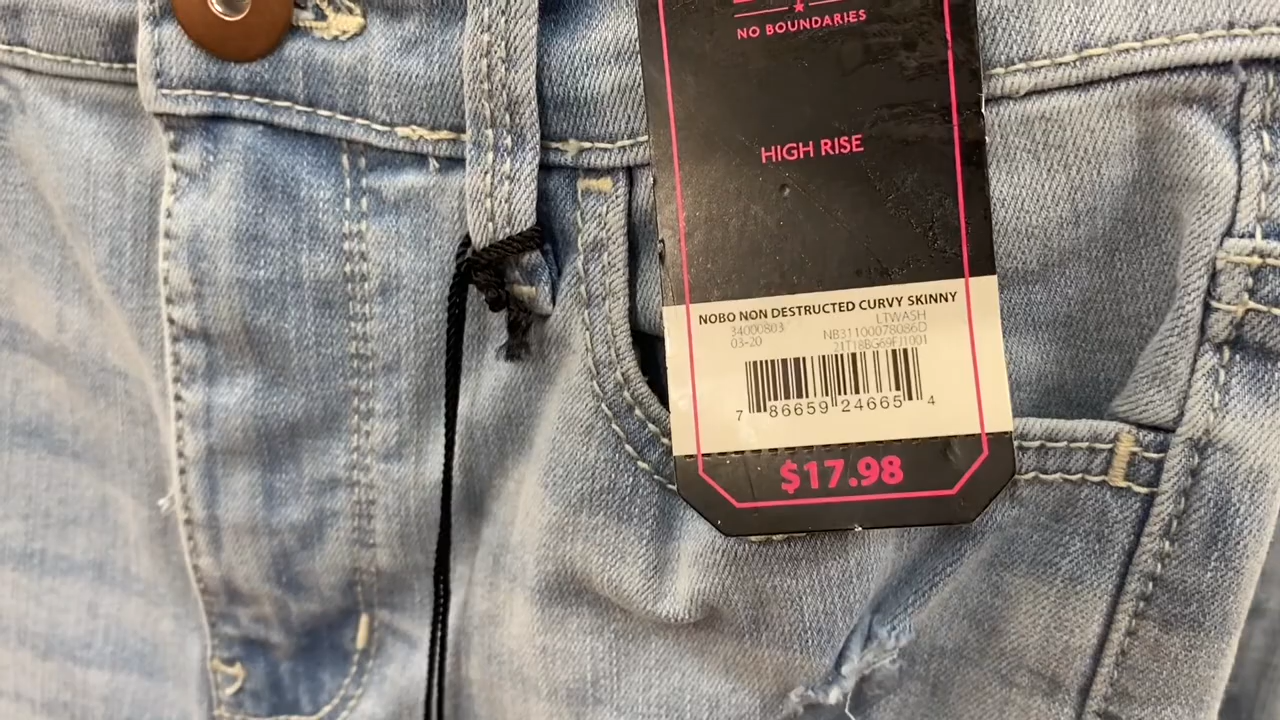 NO BOUNDARIES
HIGH RISE
NOBO NON DESTRUCTED CURVY SKINNY
34000803 LTWASH
03-20 NB31100078086D
21T18BG69FJ1001
7 86659 24665 4
$17.98